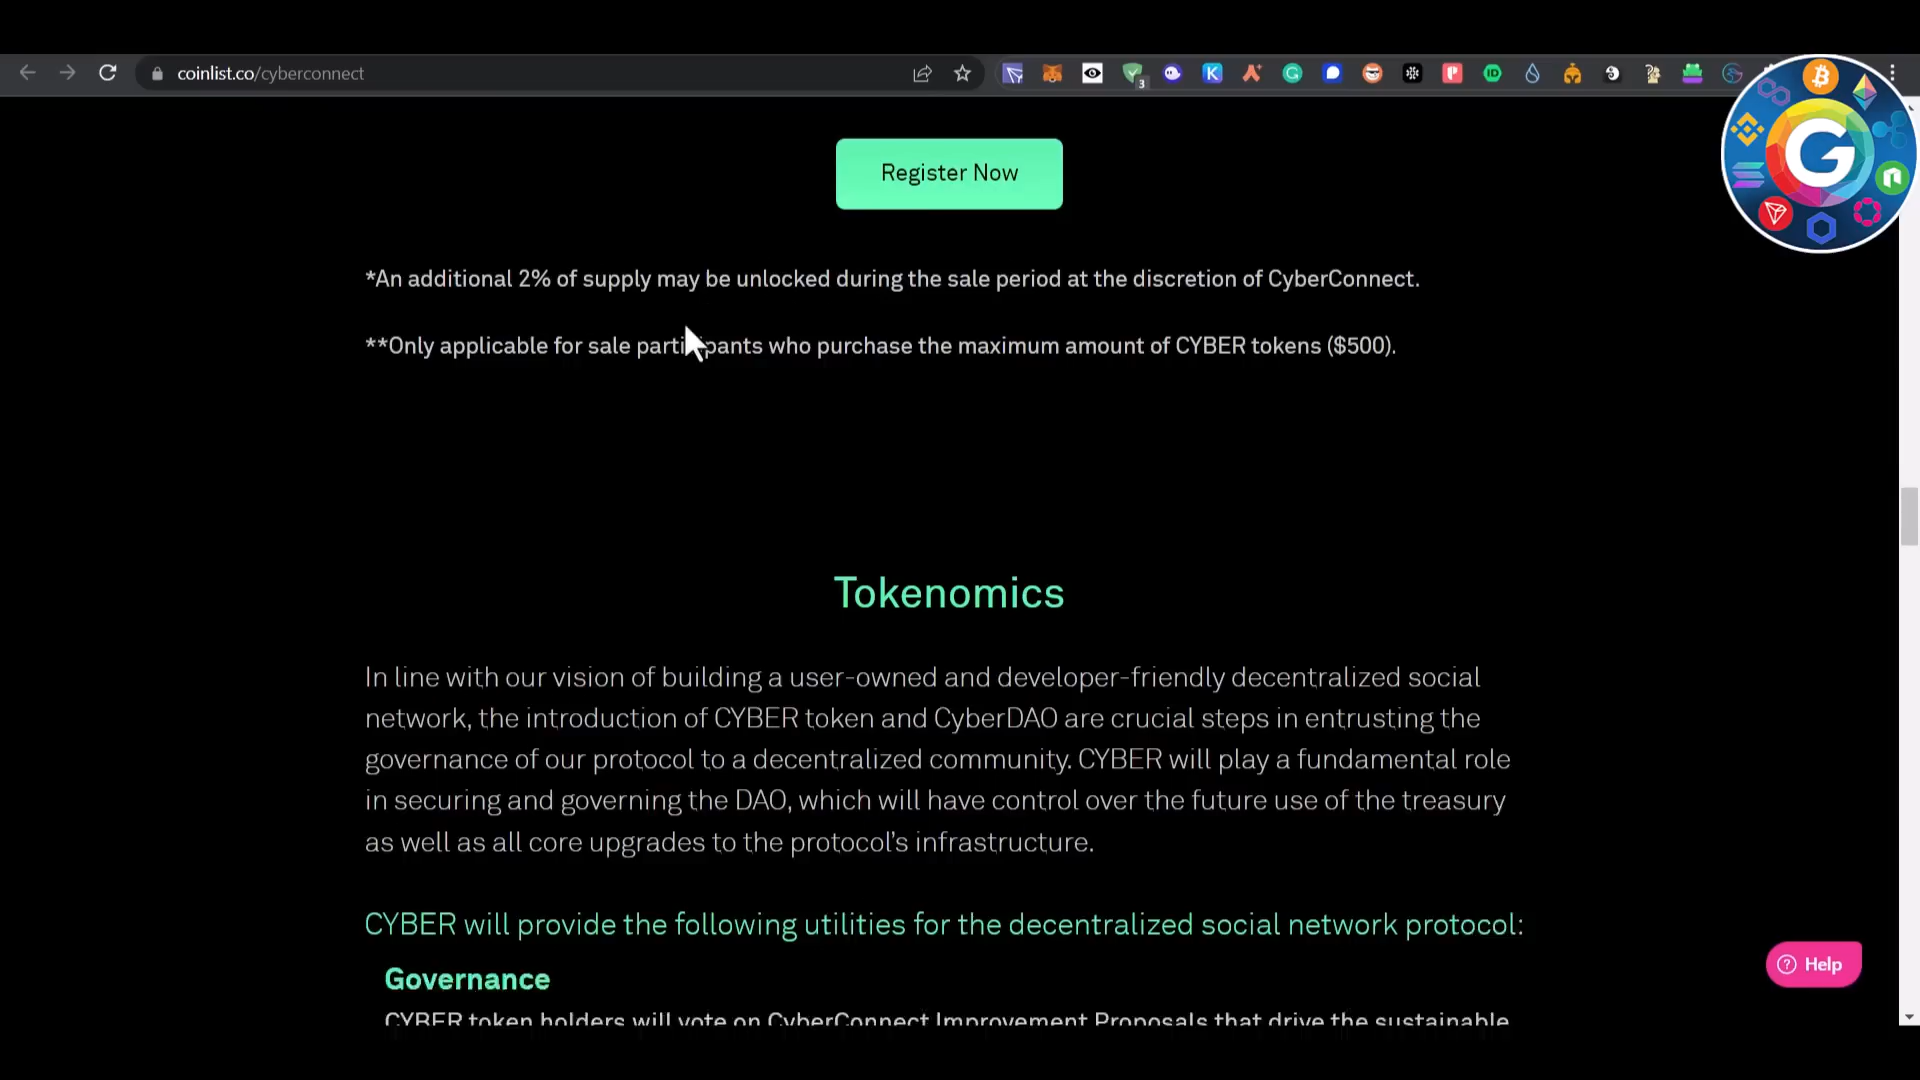 coinlist.co/cyberconnect
3
K
ID
G
Register Now
*An additional 2% of supply may be unlocked during the sale period at the discretion of CyberConnect.
**Only applicable for sale participants who purchase the maximum amount of CYBER tokens ($500).
Tokenomics
In line with our vision of building a user-owned and developer-friendly decentralized social
network, the introduction of CYBER token and CyberDAO are crucial steps in entrusting the
governance of our protocol to a decentralized community. CYBER will play a fundamental role
in securing and governing the DAO, which will have control over the future use of the treasury
as well as all core upgrades to the protocol's infrastructure.
CYBER will provide the following utilities for the decentralized social network protocol:
Governance
CYBER token holders will vote on CyberConnect Improvement Proposals that drive the sustainable
Help